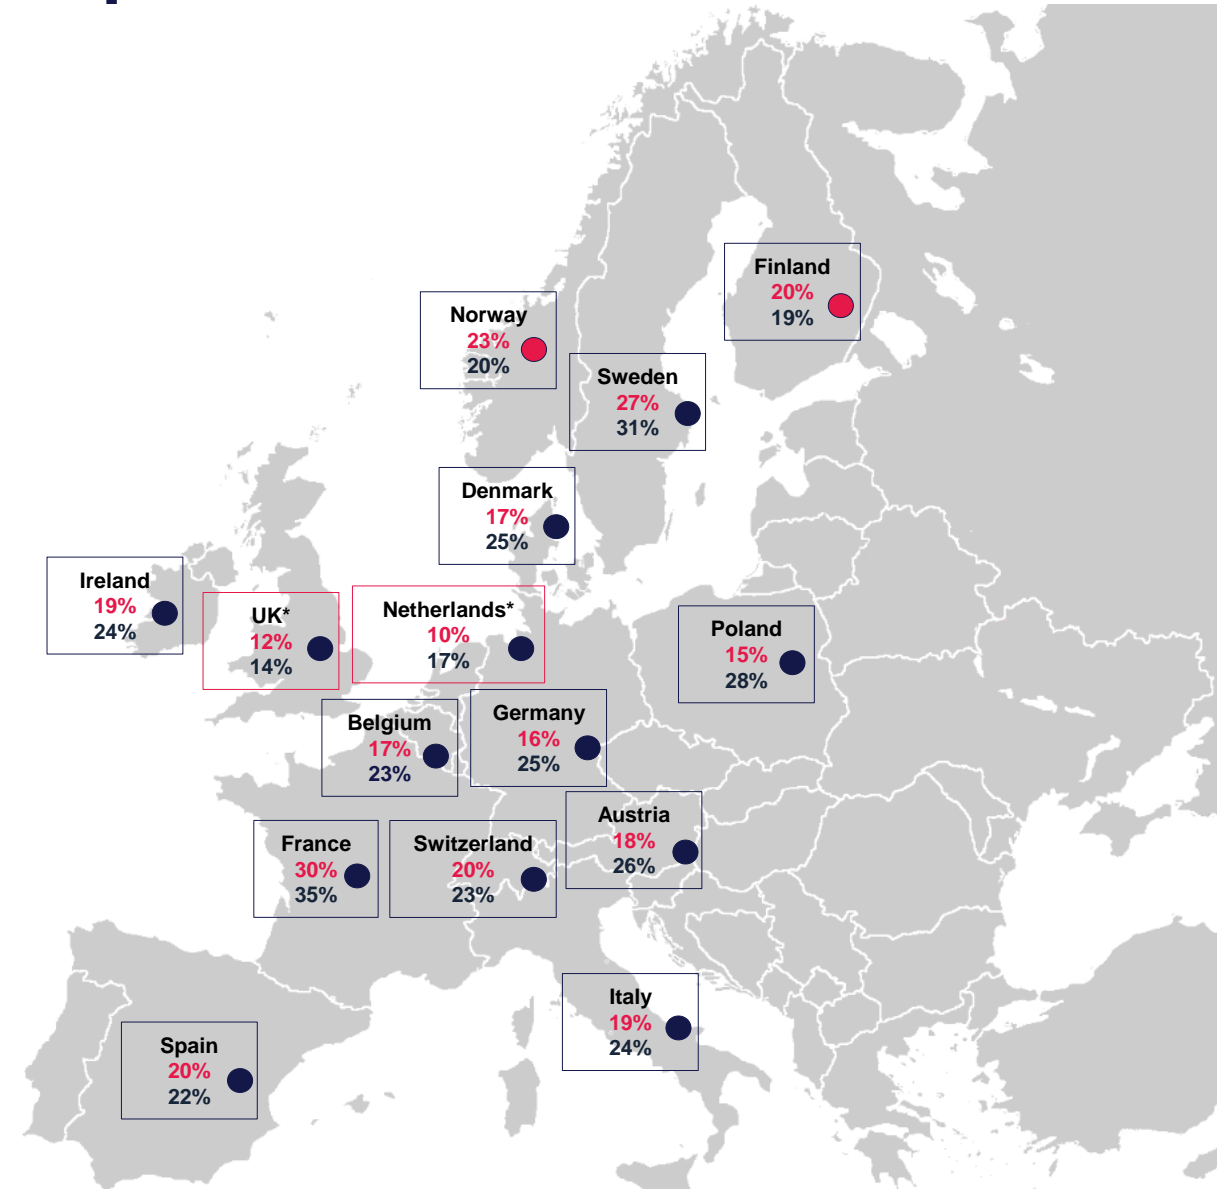 Finland
20%
19%
Norway
23%
20%
Sweden
27%
31%
Denmark
17%
25%
Ireland
19%
24%
UK*
12%
14%
Netherlands*
10%
17%
Poland
15%
28%
Belgium
17%
23%
Germany
16%
25%
Austria
18%
26%
France
30%
35%
Switzerland
20%
23%
Italy
19%
24%
Spain
20%
22%